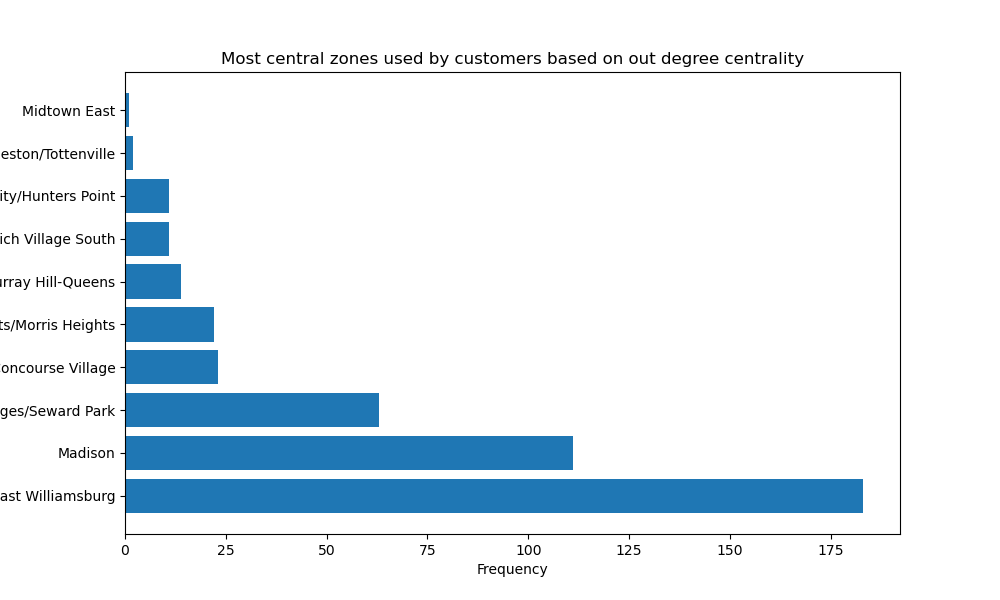 Most central zones used by customers based on out degree centrality
Midtown East
eston/Tottenville
ity/Hunters Point
ich Village South
urray Hill-Queens
ts/Morris Heights
Concourse Village
ges/Seward Park
Madison
ast Williamsburg
0 25 50 75 100 125 150 175
Frequency